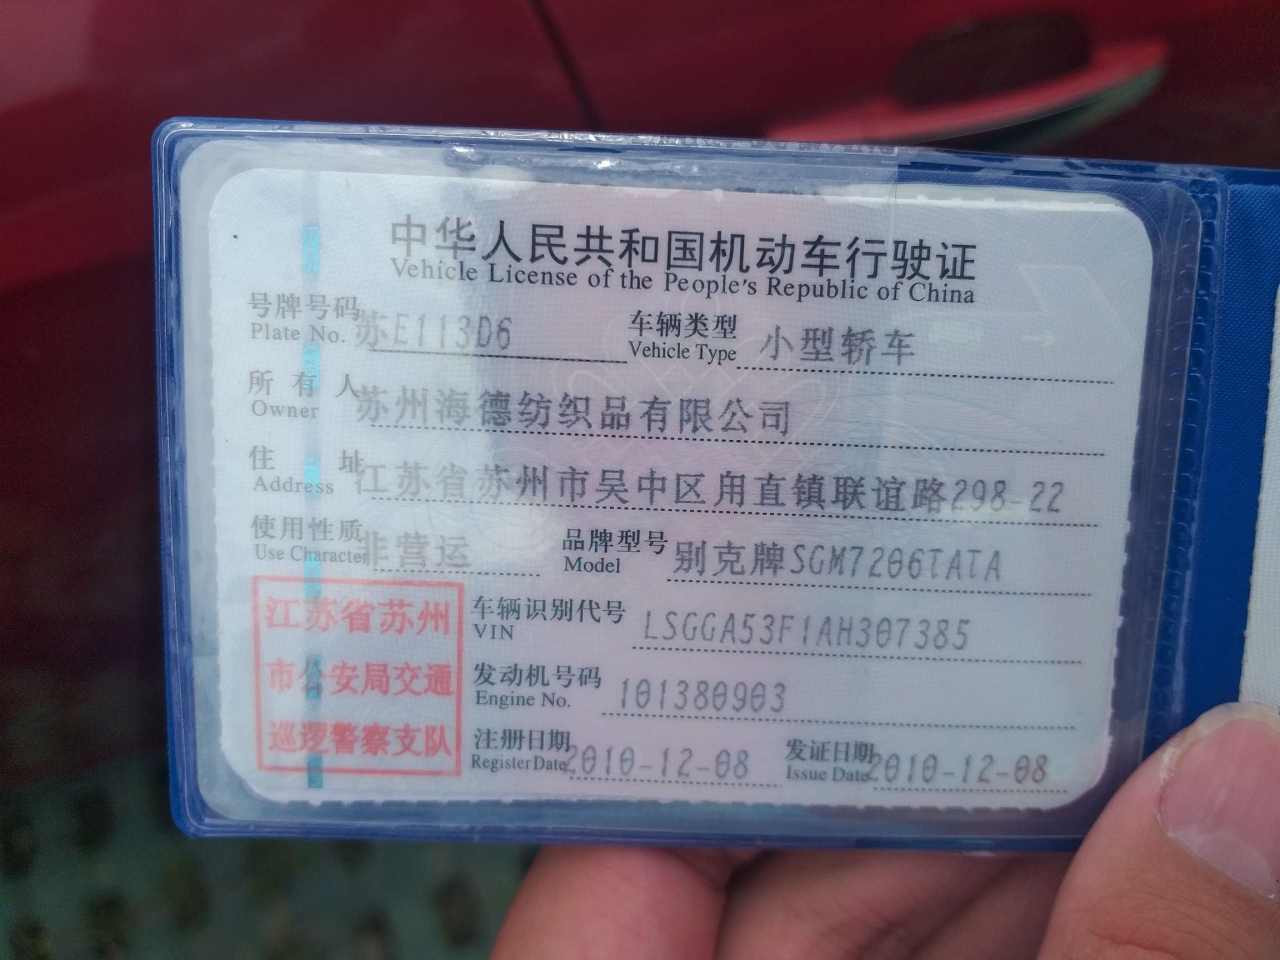 中华人民共和国机动车行驶证
Vehicle License of the People's Republic of China
号牌号码 苏E113D6 车辆类型 小型轿车
Plate No. Vehicle Type
所有人 苏州海德纺织品有限公司
Owner
住址 江苏省苏州市吴中区甪直镇联谊路298-22
Address
使用性质 非营运 品牌型号 别克牌SGM7206TATA
Use Character Model
江苏省苏州
市公安局交通
巡逻警察支队
车辆识别代号 LSGGA53F1AH307385
VIN
发动机号码 101380903
Engine No.
注册日期 2010-12-08 发证日期 2010-12-08
Register Date Issue Date